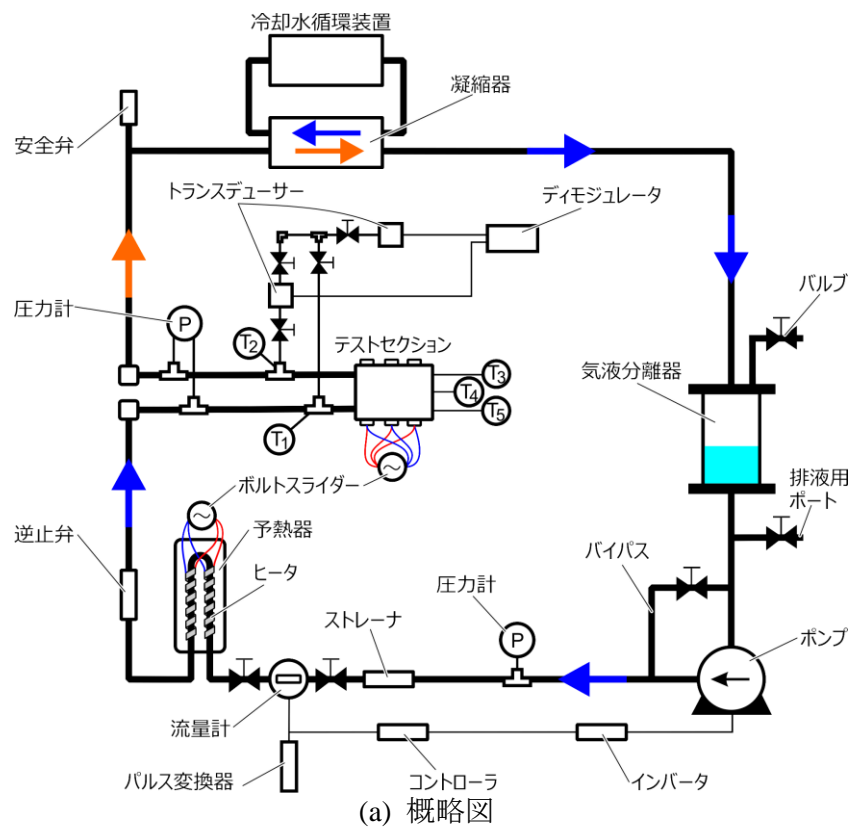 冷却水循環装置
凝縮器
安全弁
トランスデューサー
ディモジュレータ
圧力計
P
T2
テストセクション
T3
T4
T5
T1
バルブ
気液分離器
ボルトスライダー
排液用
ポート
逆止弁
予熱器
ヒータ
バイパス
圧力計
ストレーナ
P
ポンプ
流量計
パルス変換器
コントローラ
インバータ
(a) 概略図